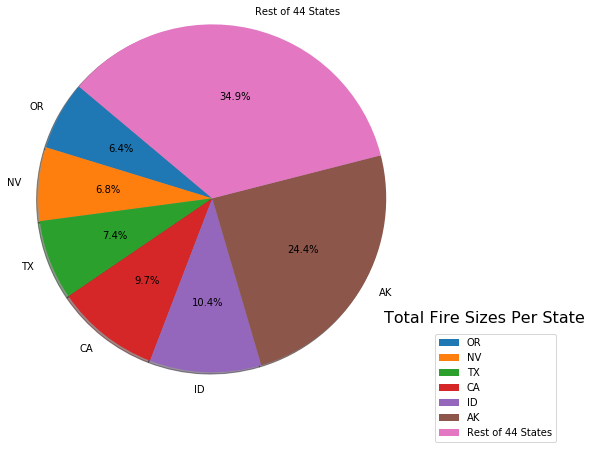 Rest of 44 States
34.9%
OR
6.4%
NV
6.8%
TX
7.4%
CA
9.7%
ID
10.4%
AK
24.4%
Total Fire Sizes Per State
OR
NV
TX
CA
ID
AK
Rest of 44 States